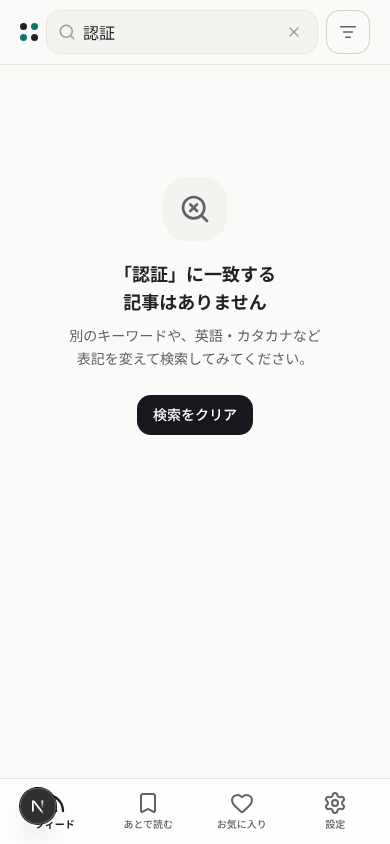 認証
「認証」に一致する
記事はありません
別のキーワードや、英語・カタカナなど
表記を変えて検索してみてください。
検索をクリア
N
ィード
あとで読む
お気に入り
設定